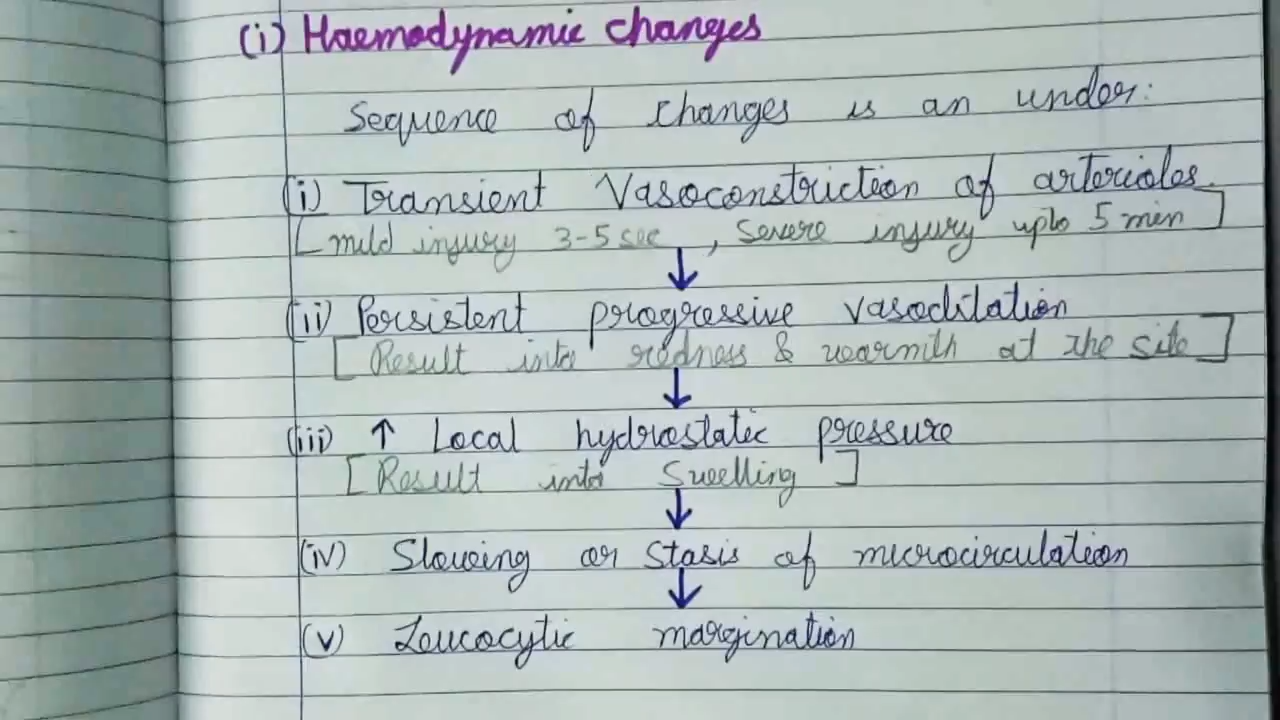 (i) Haemodynamic changes
Sequence of changes is an under:
(i) Transient Vasoconstriction of arterioles.
[mild injury 3-5 sec, Severe injury upto 5 min]
(ii) Persistent progressive vasodilation
[Result into redness & warmth at the site]
(iii) ↑ Local hydrostatic pressure
[Result into Swelling]
(iv) Slowing or stasis of microcirculation
(v) Leucocytic margination